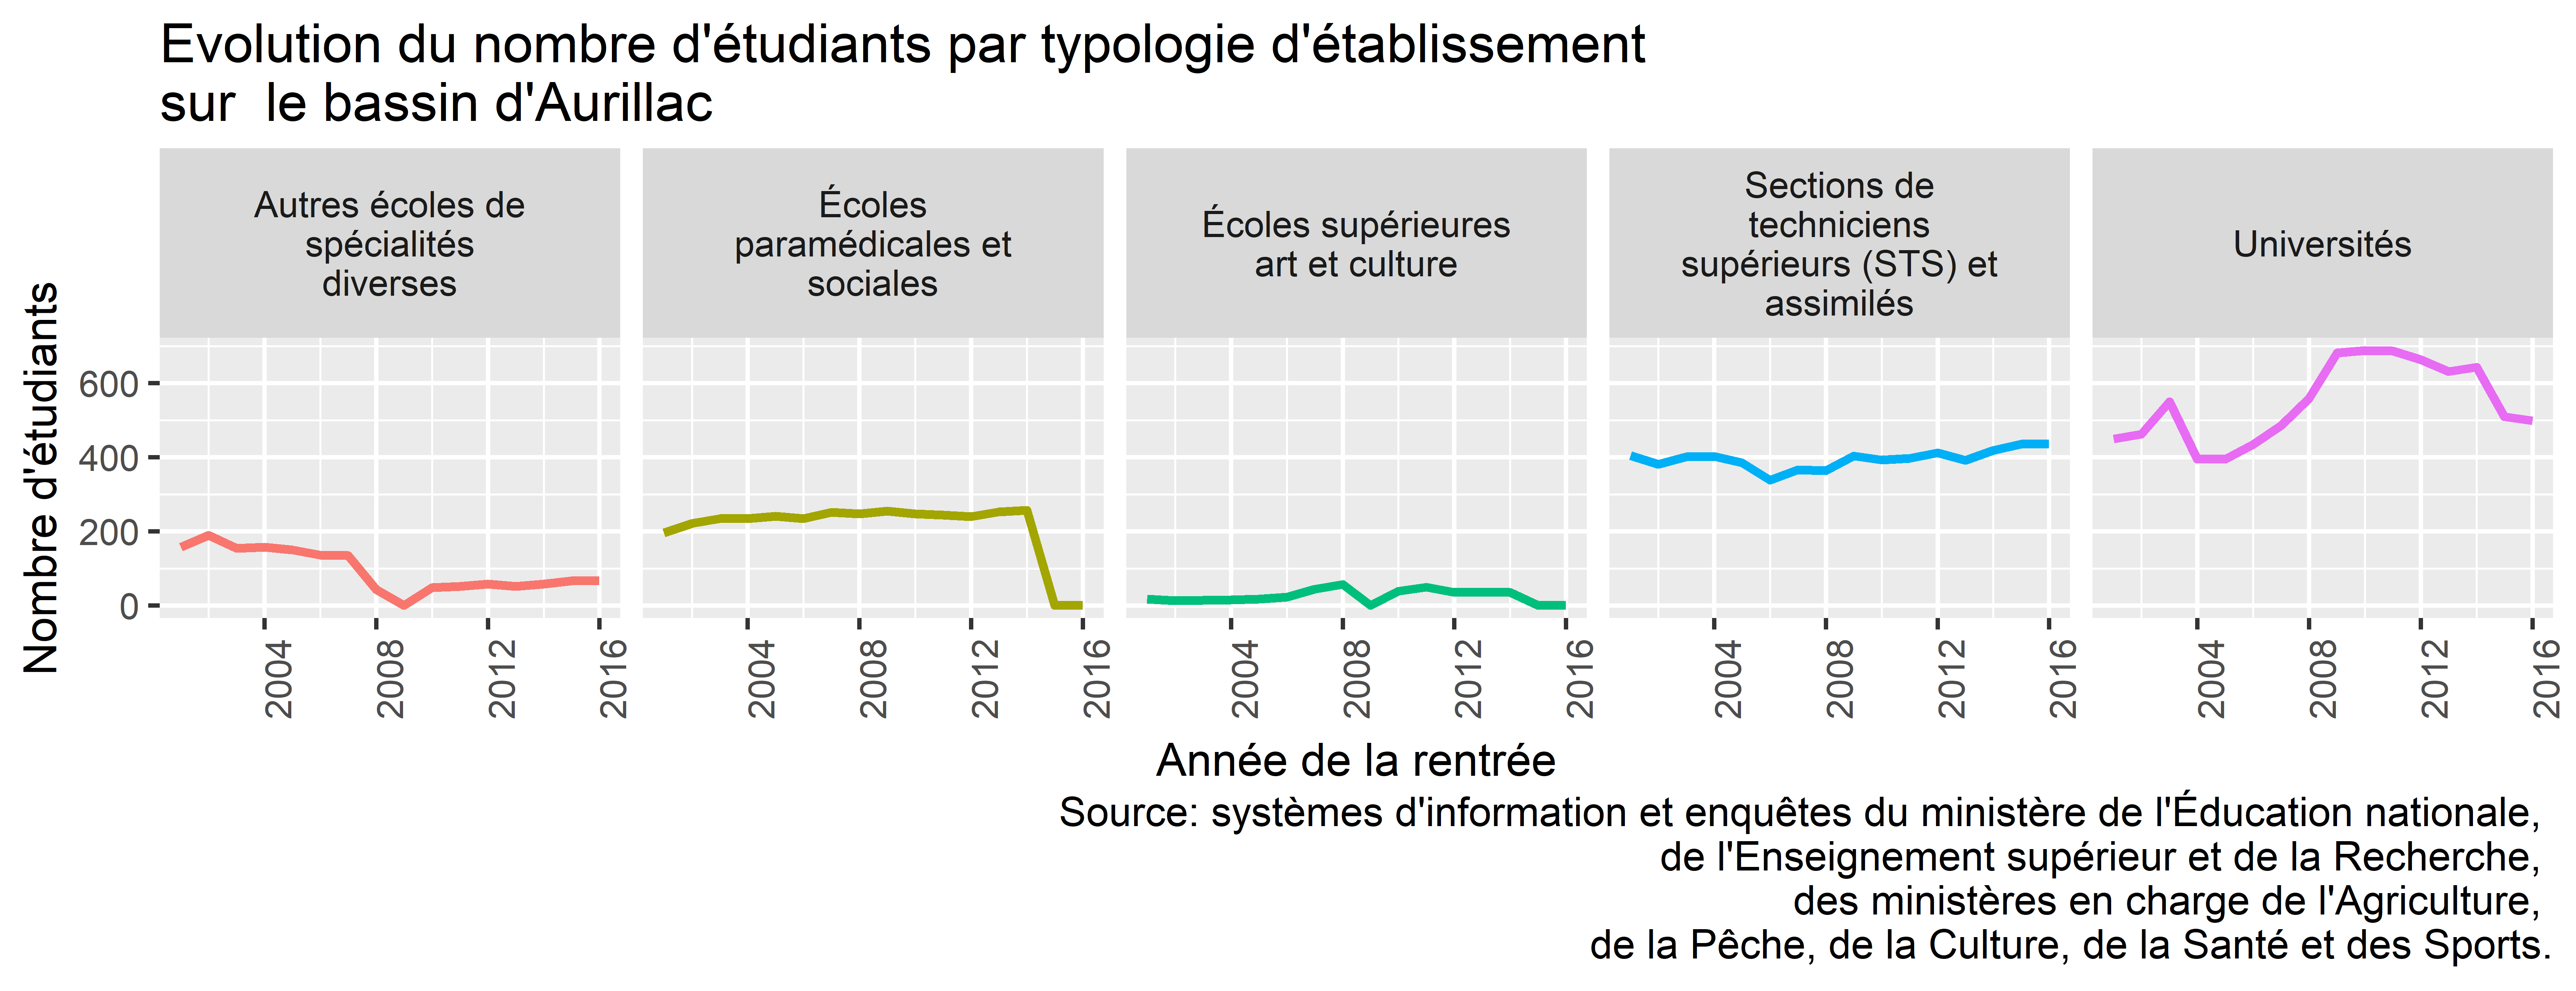 Evolution du nombre d'étudiants par typologie d'établissement
sur  le bassin d'Aurillac
Autres écoles de
spécialités
diverses
Écoles
paramédicales et
sociales
Écoles supérieures
art et culture
Sections de
techniciens
supérieurs (STS) et
assimilés
Universités
Nombre d'étudiants
600
400
200
0
2004 2008 2012 2016
2004 2008 2012 2016
2004 2008 2012 2016
2004 2008 2012 2016
2004 2008 2012 2016
Année de la rentrée
Source: systèmes d'information et enquêtes du ministère de l'Éducation nationale,
de l'Enseignement supérieur et de la Recherche,
des ministères en charge de l'Agriculture,
de la Pêche, de la Culture, de la Santé et des Sports.